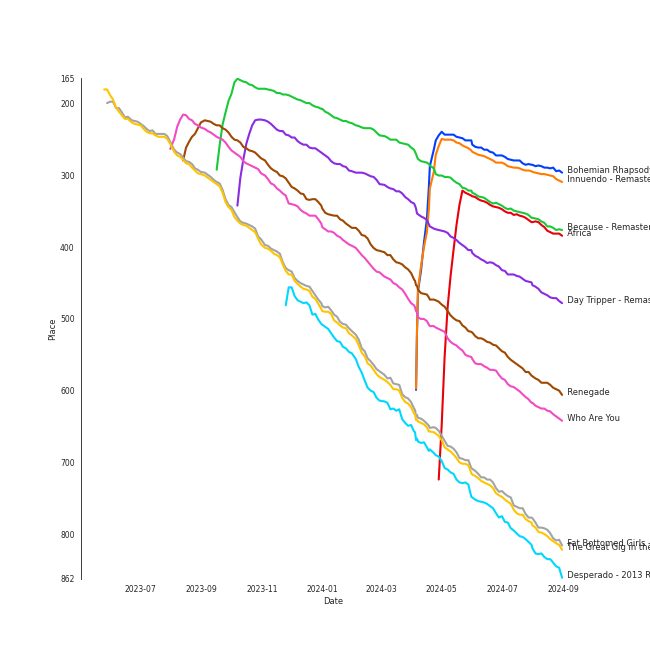 165
200
300
400
500
600
700
800
862
Place
2023-07
2023-09
2023-11
2024-01
2024-03
2024-05
2024-07
2024-09
Date
Bohemian Rhapsody
Innuendo - Remaste
Because - Remaster
Africa
Day Tripper - Remas
Renegade
Who Are You
Fat Bottomed Girls -
The Great Gig in the
Desperado - 2013 R